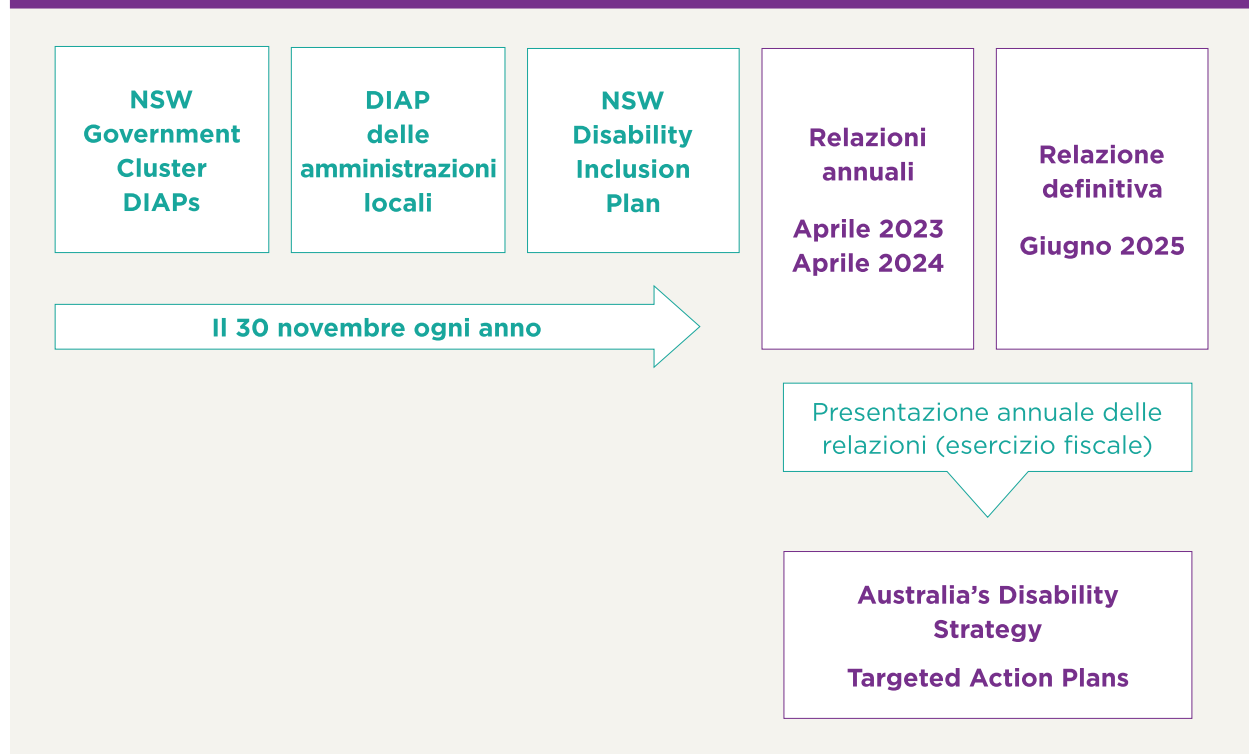 NSW
Government
Cluster
DIAPs
DIAP
delle
amministrazioni
locali
NSW
Disability
Inclusion
Plan
Relazioni
annuali
Aprile 2023
Aprile 2024
Relazione
definitiva
Giugno 2025
Il 30 novembre ogni anno
Presentazione annuale delle
relazioni (esercizio fiscale)
Australia’s Disability
Strategy
Targeted Action Plans